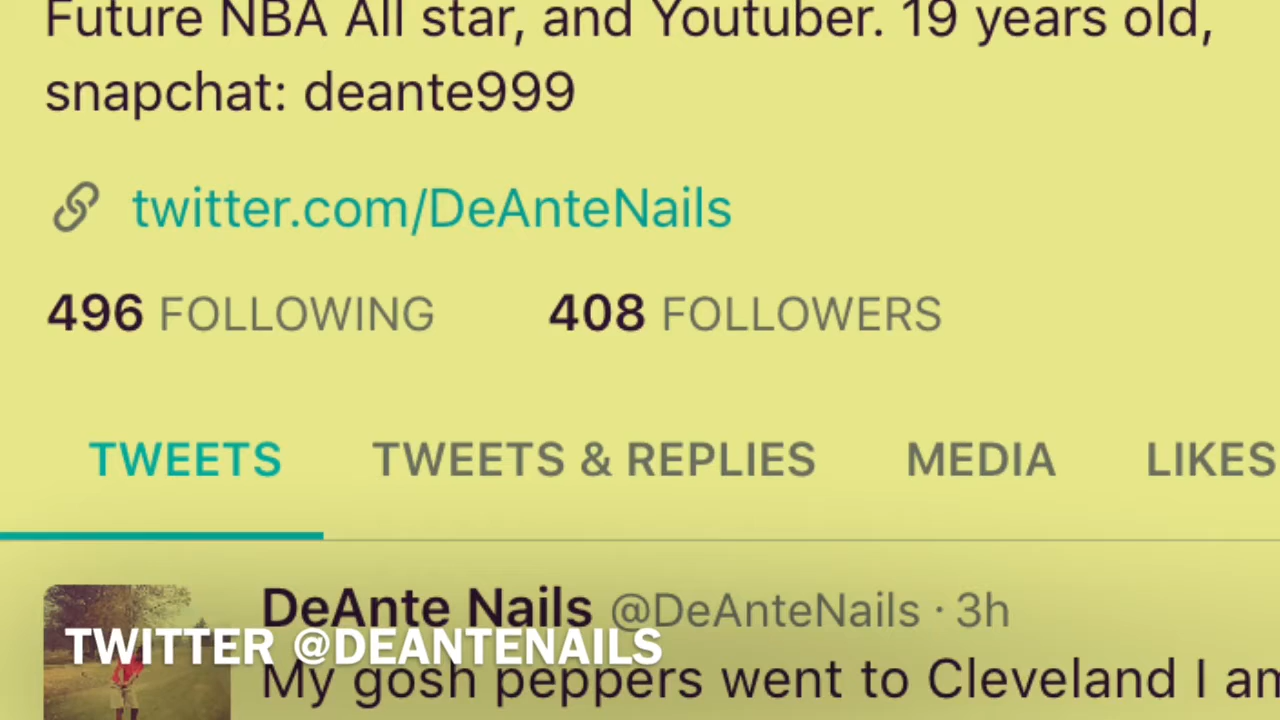 Future NBA All star, and Youtuber. 19 years old,
snapchat: deante999
twitter.com/DeAnteNails
496 FOLLOWING 408 FOLLOWERS
TWEETS TWEETS & REPLIES MEDIA LIKES
DeAnte Nails @DeAnteNails · 3h
TWITTER @DEANTENAILS
My gosh peppers went to Cleveland I am